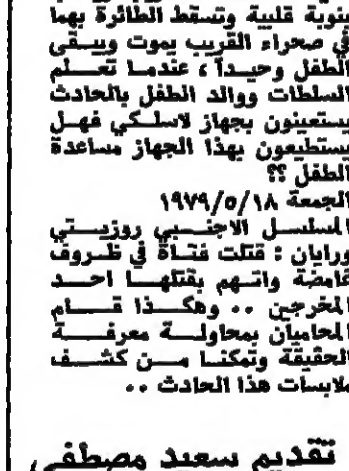 بنوبة قلبية وتسقط الطائرة بهما
في صحراء القريب يموت ويبقى
الطفل وحيدا ، عندما تعلم
السلطات ووالد الطفل بالحادث
يستعينون بجهاز لاسلكي فهل
يستطيعون بهذا الجهاز مساعدة
الطفل ؟؟
الجمعة ١٩٧٩/٥/١٨
المسلسل الاجنبي روزيتي
ورايان : قتلت فتاة في ظروف
غامضة واتهم بقتلها احد
المخرجين .. وهكذا قام
المحاميان بمحاولة معرفة
الحقيقة وتمكنا من كشف
ملابسات هذا الحادث ..
تقديم سعيد مصطفى